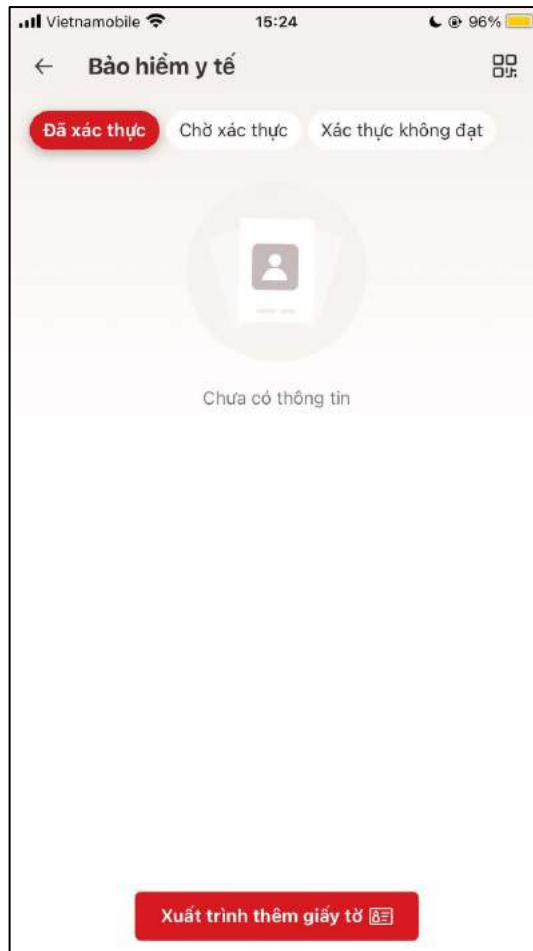 Vietnamobile 15:24 96%
Bảo hiểm y tế
Đã xác thực Chờ xác thực Xác thực không đạt
Chưa có thông tin
Xuất trình thêm giấy tờ